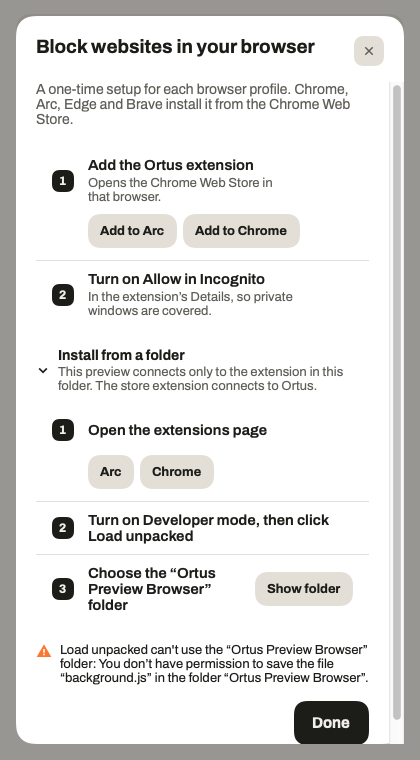 Block websites in your browser
A one-time setup for each browser profile. Chrome,
Arc, Edge and Brave install it from the Chrome Web
Store.
1
Add the Ortus extension
Opens the Chrome Web Store in
that browser.
Add to Arc
Add to Chrome
2
Turn on Allow in Incognito
In the extension’s Details, so private
windows are covered.
Install from a folder
This preview connects only to the extension in this
folder. The store extension connects to Ortus.
1
Open the extensions page
Arc
Chrome
2
Turn on Developer mode, then click
Load unpacked
3
Choose the “Ortus
Preview Browser”
folder
Show folder
Load unpacked can't use the “Ortus Preview Browser”
folder: You don’t have permission to save the file
“background.js” in the folder “Ortus Preview Browser”.
Done